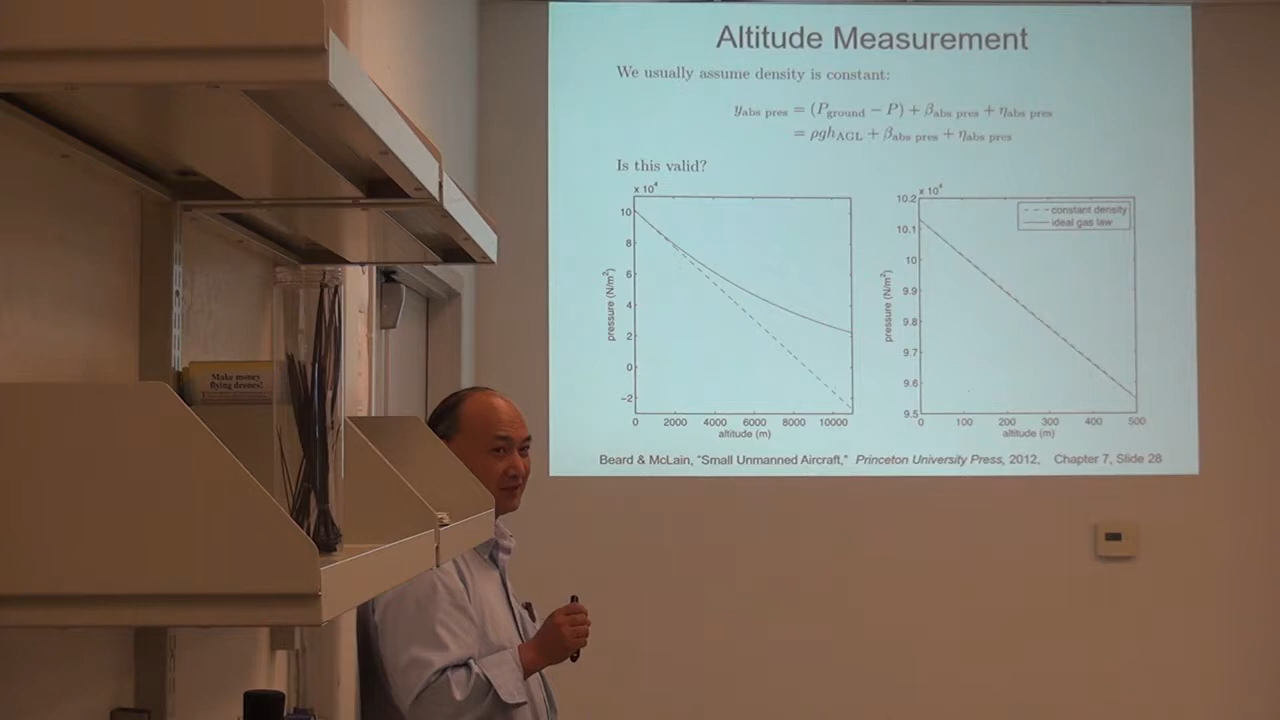 Altitude Measurement
We usually assume density is constant:
y_abs pres = (P_ground − P) + β_abs pres + η_abs pres
= ρgh_AGL + β_abs pres + η_abs pres
Is this valid?
x 10^4
10
8
6
4
2
0
−2
pressure (N/m²)
0 2000 4000 6000 8000 10000
altitude (m)
x 10^4
10.2
10.1
10
9.9
9.8
9.7
9.6
9.5
pressure (N/m²)
constant density
ideal gas law
0 100 200 300 400 500
altitude (m)
Beard & McLain, "Small Unmanned Aircraft," Princeton University Press, 2012, Chapter 7, Slide 28
Make money
flying drones!